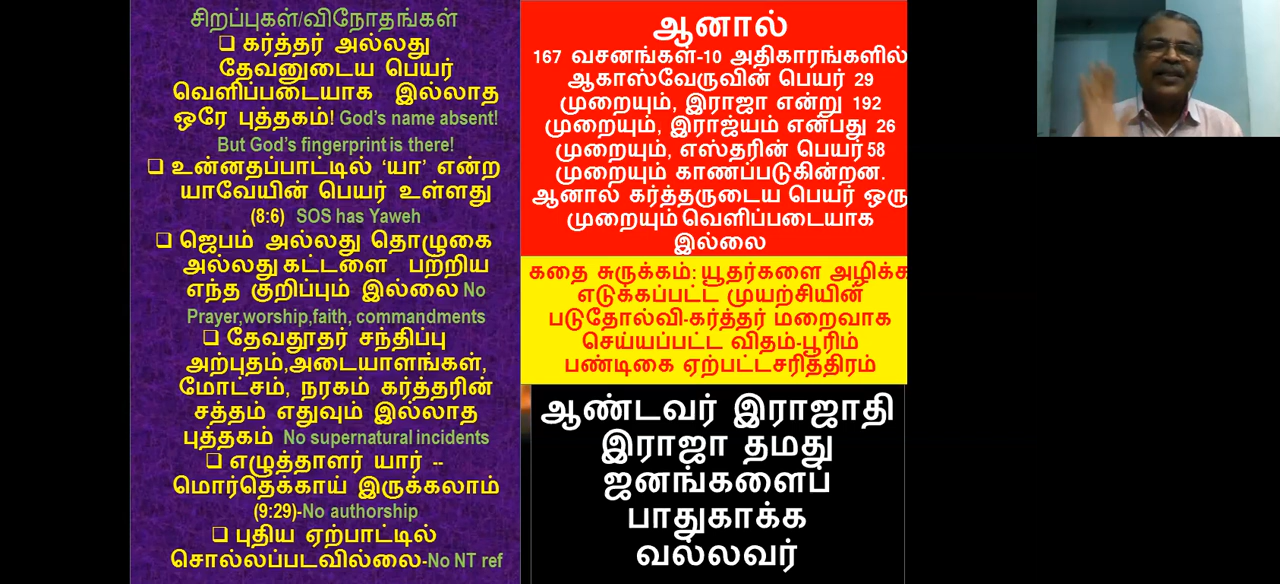 சிறப்புகள்/வினோதங்கள்
❑ கர்த்தர் அல்லது
தேவனுடைய பெயர்
வெளிப்படையாக இல்லாத
ஒரே புத்தகம்! God’s name absent!
But God’s fingerprint is there!
❑ உன்னதப்பாட்டில் ‘யா’ என்ற
யாவேயின் பெயர் உள்ளது
(8:6) SOS has Yaweh
❑ ஜெபம் அல்லது தொழுகை
அல்லது கட்டளை பற்றிய
எந்த குறிப்பும் இல்லை No
Prayer,worship,faith, commandments
❑ தேவதூதர் சந்திப்பு
அற்புதம்,அடையாளங்கள்,
மோட்சம், நரகம் கர்த்தரின்
சத்தம் எதுவும் இல்லாத
புத்தகம் No supernatural incidents
❑ எழுத்தாளர் யார் --
மொர்தெக்காய் இருக்கலாம்
(9:29)-No authorship
❑ புதிய ஏற்பாட்டில்
சொல்லப்படவில்லை-No NT ref
ஆனால்
167 வசனங்கள்-10 அதிகாரங்களில்
ஆகாஸ்வேருவின் பெயர் 29
முறையும், இராஜா என்று 192
முறையும், இராஜ்யம் என்பது 26
முறையும், எஸ்தரின் பெயர் 58
முறையும் காணப்படுகின்றன.
ஆனால் கர்த்தருடைய பெயர் ஒரு
முறையும் வெளிப்படையாக
இல்லை
கதை சுருக்கம்: யூதர்களை அழிக்க
எடுக்கப்பட்ட முயற்சியின்
படுதோல்வி-கர்த்தர் மறைவாக
செய்யப்பட்ட விதம்-பூரிம்
பண்டிகை ஏற்பட்டசரித்திரம்
ஆண்டவர் இராஜாதி
இராஜா தமது
ஜனங்களைப்
பாதுகாக்க
வல்லவர்